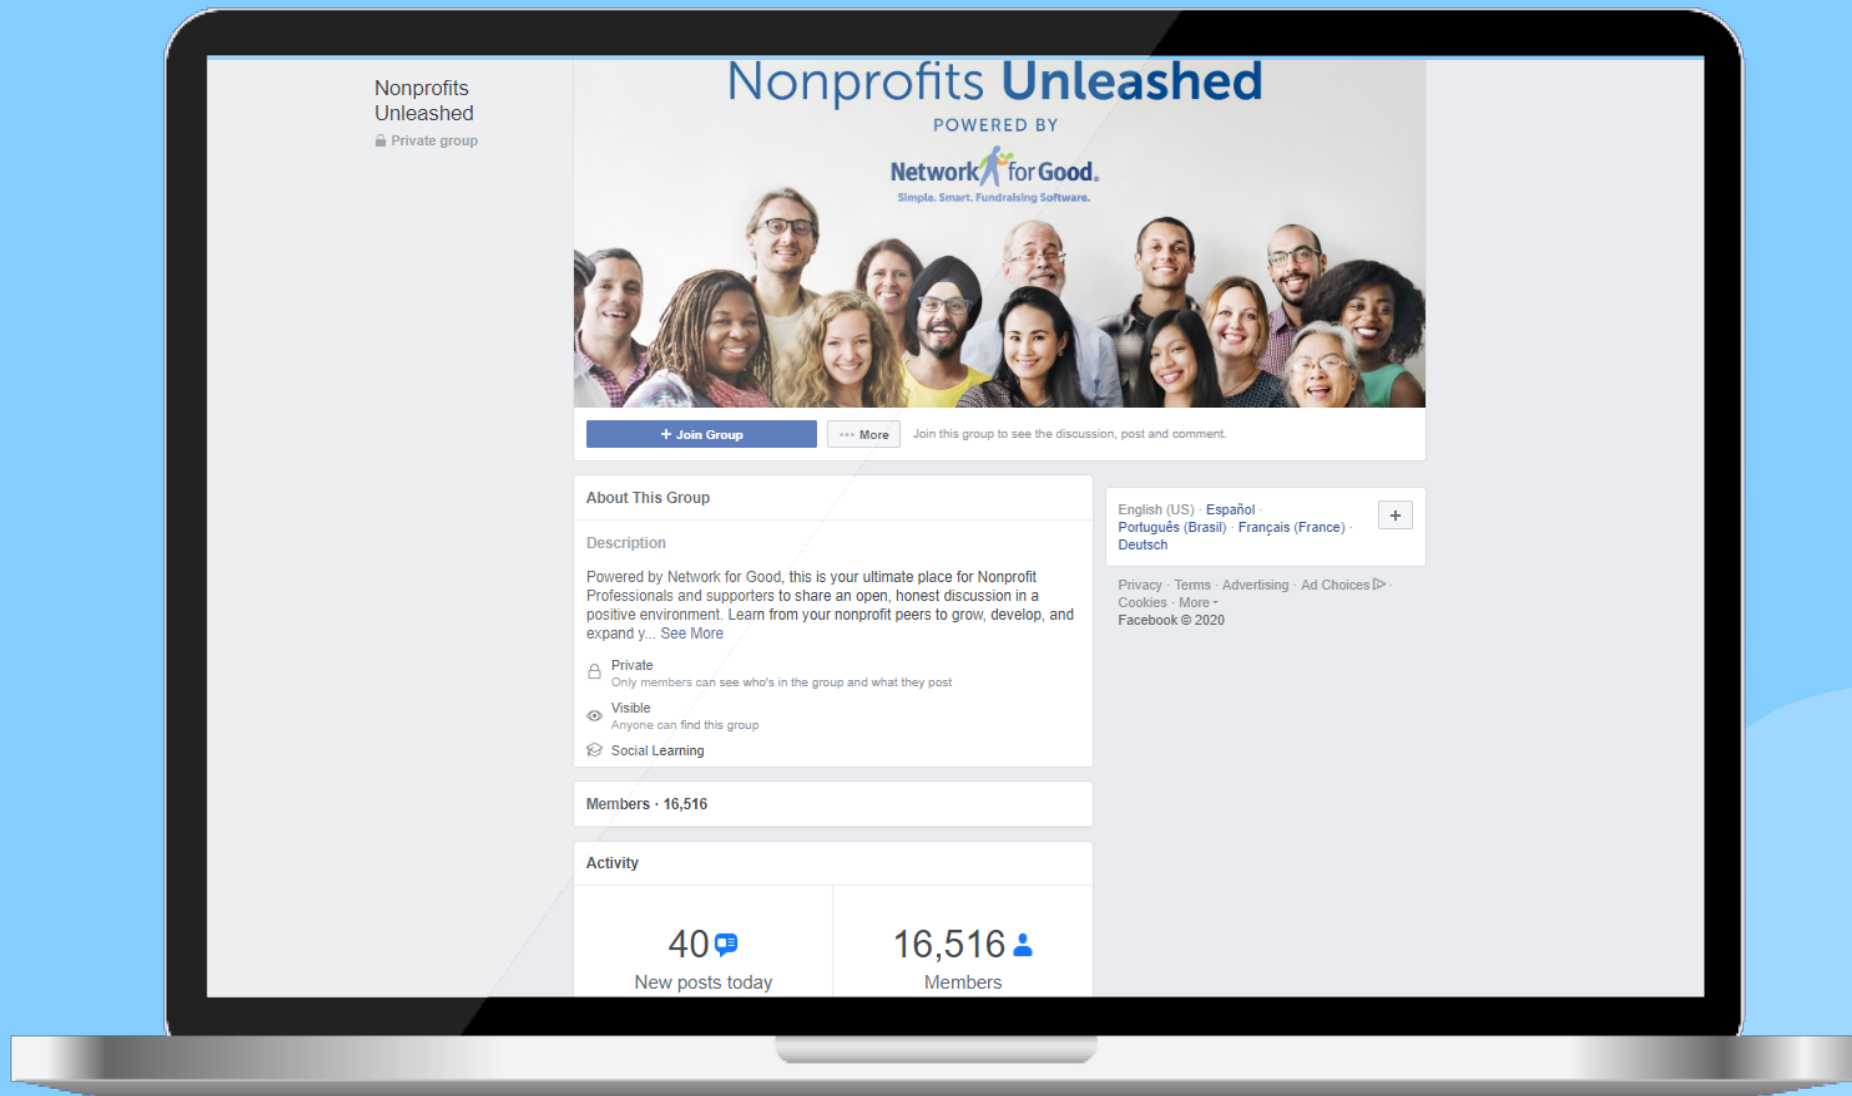 Nonprofits
Unleashed
Private group
Nonprofits Unleashed
POWERED BY
Network for Good.
Simple. Smart. Fundraising Software.
+ Join Group
··· More
Join this group to see the discussion, post and comment.
About This Group
Description
Powered by Network for Good, this is your ultimate place for Nonprofit
Professionals and supporters to share an open, honest discussion in a
positive environment. Learn from your nonprofit peers to grow, develop, and
expand y... See More
Private
Only members can see who's in the group and what they post
Visible
Anyone can find this group
Social Learning
Members · 16,516
Activity
40
New posts today
16,516
Members
English (US) · Español ·
Português (Brasil) · Français (France) ·
Deutsch
+
Privacy · Terms · Advertising · Ad Choices ·
Cookies · More
Facebook © 2020